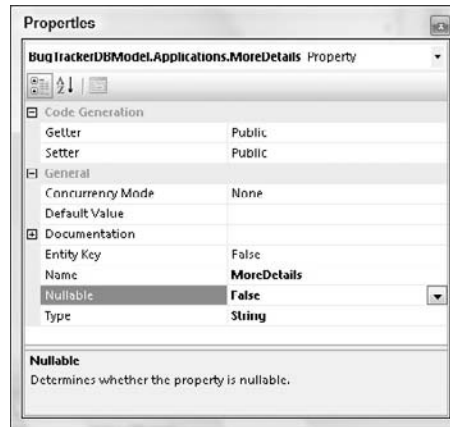 Properties
BugTrackerDBModel.Applications.MoreDetails Property
Code Generation
Getter Public
Setter Public
General
Concurrency Mode None
Default Value
Documentation
Entity Key False
Name MoreDetails
Nullable False
Type String
Nullable
Determines whether the property is nullable.